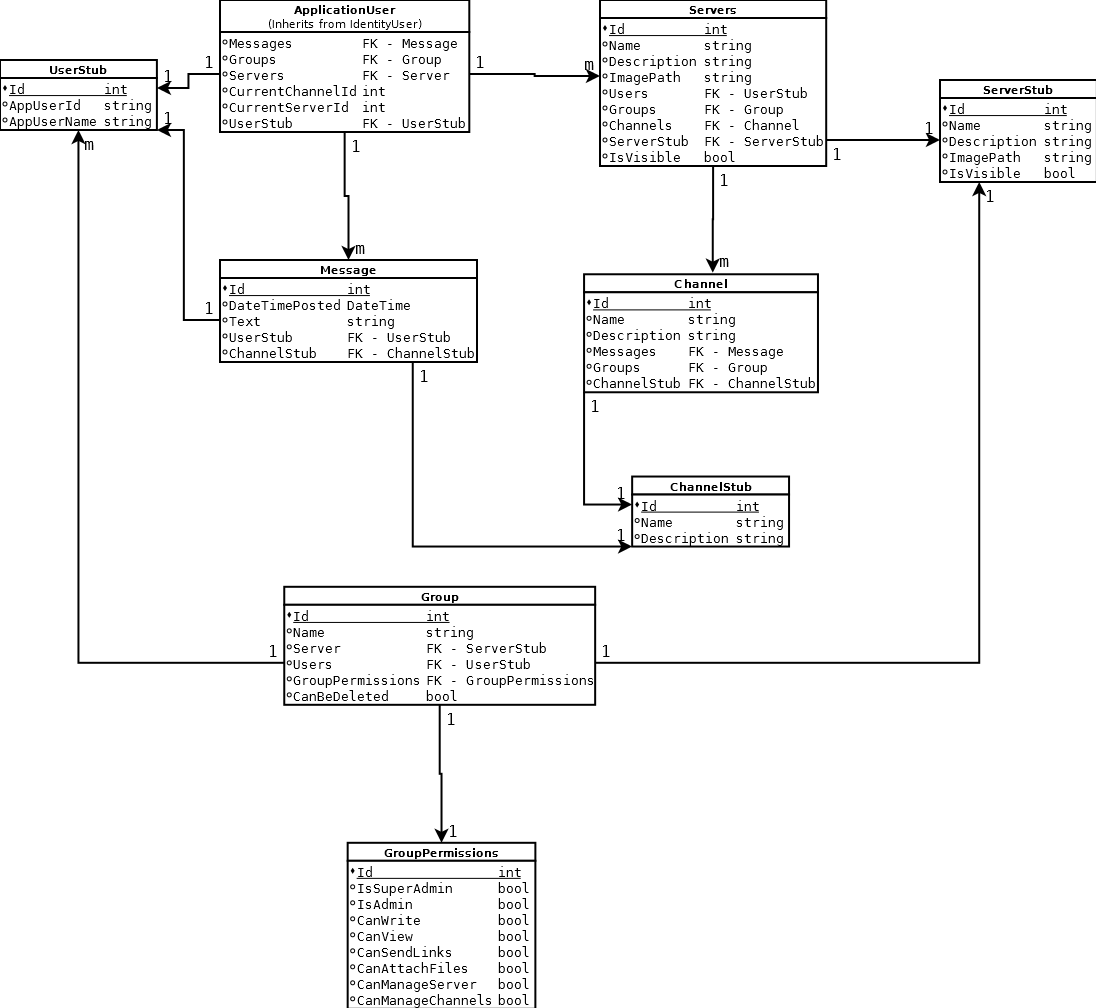 ApplicationUser
(Inherits from IdentityUser)
Messages FK - Message
Groups FK - Group
Servers FK - Server
CurrentChannelId int
CurrentServerId int
UserStub FK - UserStub
1
1
1
Servers
Id int
Name string
Description string
ImagePath string
Users FK - UserStub
Groups FK - Group
Channels FK - Channel
ServerStub FK - ServerStub
IsVisible bool
m
1
1
UserStub
Id int
AppUserId string
AppUserName string
1
1
m
ServerStub
Id int
Name string
Description string
ImagePath string
IsVisible bool
1
1
Message
Id int
DateTimePosted DateTime
Text string
UserStub FK - UserStub
ChannelStub FK - ChannelStub
m
1
1
Channel
Id int
Name string
Description string
Messages FK - Message
Groups FK - Group
ChannelStub FK - ChannelStub
m
1
ChannelStub
Id int
Name string
Description string
1
1
Group
Id int
Name string
Server FK - ServerStub
Users FK - UserStub
GroupPermissions FK - GroupPermissions
CanBeDeleted bool
1
1
1
GroupPermissions
Id int
IsSuperAdmin bool
IsAdmin bool
CanWrite bool
CanView bool
CanSendLinks bool
CanAttachFiles bool
CanManageServer bool
CanManageChannels bool
1